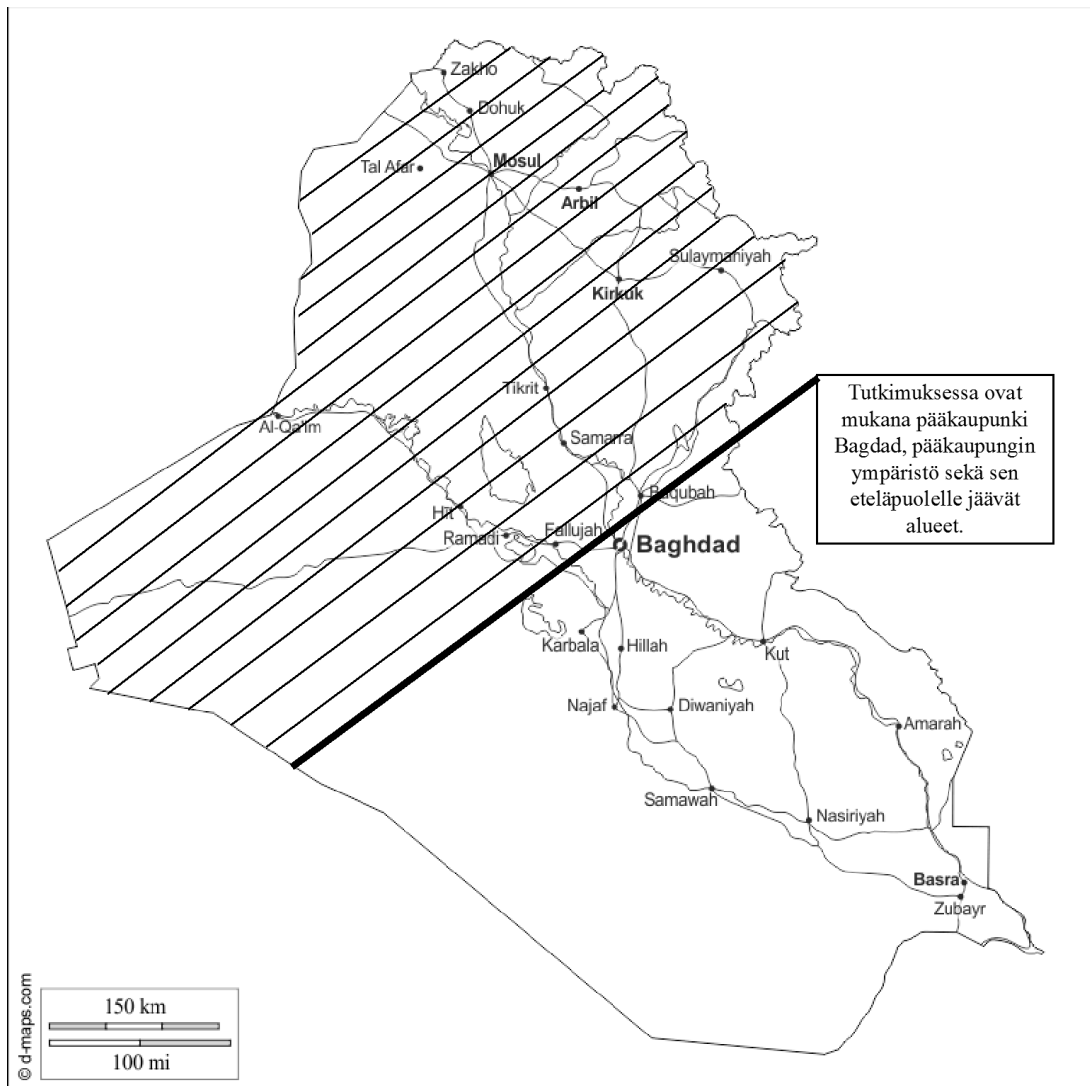 Zakho
Dohuk
Tal Afar
Mosul
Arbil
Sulaymaniyah
Kirkuk
Tikrit
Al-Qa'im
Samarra
Hit
Ramadi
Fallujah
Baqubah
Baghdad
Tutkimuksessa ovat
mukana pääkaupunki
Bagdad, pääkaupungin
ympäristö sekä sen
eteläpuolelle jäävät
alueet.
Karbala
Hillah
Kut
Najaf
Diwaniyah
Amarah
Samawah
Nasiriyah
Basra
Zubayr
150 km
100 mi
© d-maps.com